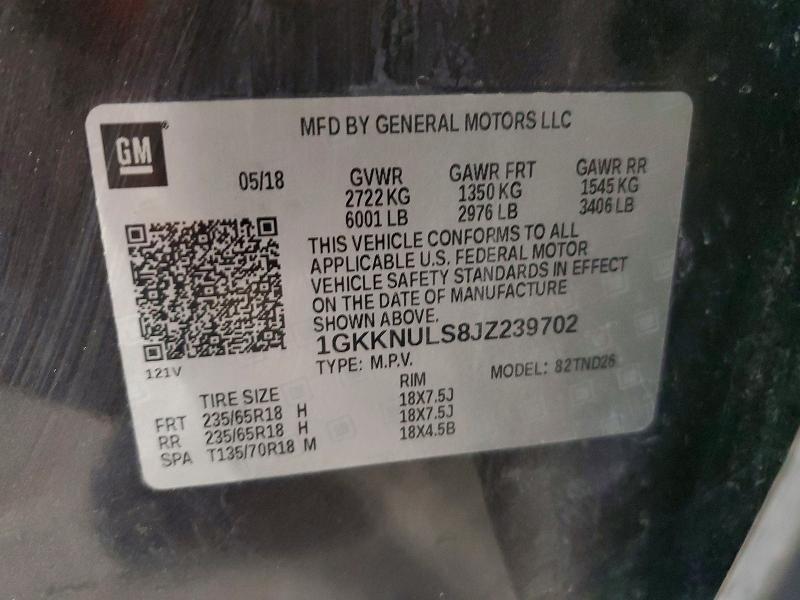 GM
MFD BY GENERAL MOTORS LLC
05/18
GVWR
2722 KG
6001 LB
GAWR FRT
1350 KG
2976 LB
GAWR RR
1545 KG
3406 LB
THIS VEHICLE CONFORMS TO ALL
APPLICABLE U.S. FEDERAL MOTOR
VEHICLE SAFETY STANDARDS IN EFFECT
ON THE DATE OF MANUFACTURE
SHOWN ABOVE.
1GKKNULS8JZ239702
TYPE: M.P.V.
MODEL: 82TND26
121V
TIRE SIZE RIM
FRT 235/65R18 H 18X7.5J
RR 235/65R18 H 18X7.5J
SPA T135/70R18 M 18X4.5B